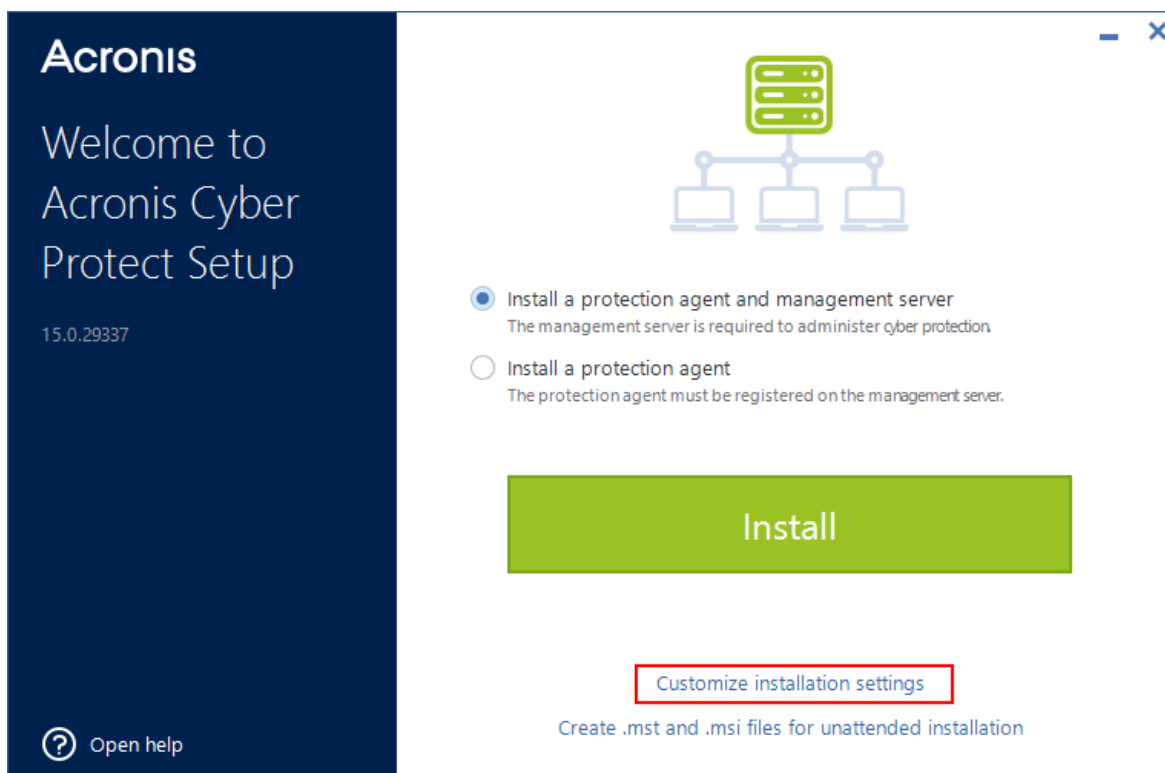 Acronis
Welcome to
Acronis Cyber
Protect Setup
15.0.29337
Open help
Install a protection agent and management server
The management server is required to administer cyber protection.
Install a protection agent
The protection agent must be registered on the management server.
Install
Customize installation settings
Create .mst and .msi files for unattended installation